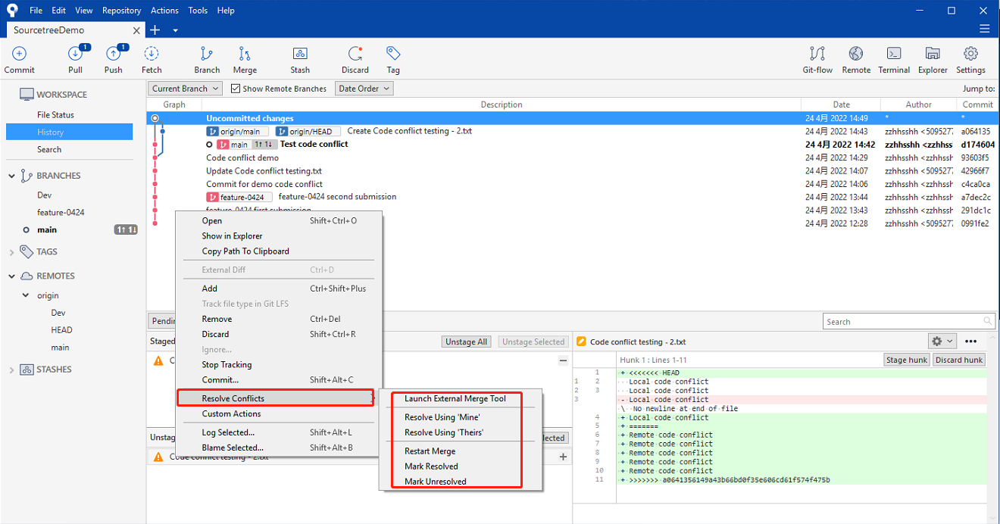 File Edit View Repository Actions Tools Help
SourcetreeDemo
1 1
Commit Pull Push Fetch Branch Merge Stash Discard Tag Git-flow Remote Terminal Explorer Settings
WORKSPACE
File Status
History
Search
BRANCHES
Dev
feature-0424
main 1↑ 1↓
TAGS
REMOTES
origin
Dev
HEAD
main
STASHES
Current Branch Show Remote Branches Date Order Jump to:
Graph Description Date Author Commit
Uncommitted changes 24 4月 2022 14:49 * *
origin/main origin/HEAD Create Code conflict testing - 2.txt 24 4月 2022 14:43 zzhhsshh <509527 a064135
main 1↑ 1↓ Test code conflict 24 4月 2022 14:42 zzhhsshh <zzhhss d174604
Code conflict demo 24 4月 2022 14:29 zzhhsshh <zzhhssh 93603f5
Update Code conflict testing.txt 24 4月 2022 14:07 zzhhsshh <509527 42966f7
Commit for demo code conflict 24 4月 2022 14:06 zzhhsshh <zzhhssh c4ca0ca
feature-0424 feature-0424 second submission 24 4月 2022 13:44 zzhhsshh <zzhhssh a7dec2c
feature-0424 first submission 24 4月 2022 13:43 zzhhsshh <zzhhssh 291dc1c
24 4月 2022 12:28 zzhhsshh <509527 0991fe2
Open Shift+Ctrl+O
Show in Explorer
Copy Path To Clipboard
External Diff Ctrl+D
Add Ctrl+Shift+Plus
Track file type in Git LFS
Remove Ctrl+Del
Discard Shift+Ctrl+R
Ignore...
Stop Tracking
Commit... Shift+Alt+C
Resolve Conflicts
Custom Actions
Log Selected... Shift+Alt+L
Blame Selected... Shift+Alt+B
Launch External Merge Tool
Resolve Using 'Mine'
Resolve Using 'Theirs'
Restart Merge
Mark Resolved
Mark Unresolved
Pendin
Search
Staged Unstage All Unstage Selected
C
Unstag lected
Code conflict testing - 2.txt
Code conflict testing - 2.txt
Hunk 1 : Lines 1-11 Stage hunk Discard hunk
1 + <<<<<<< HEAD
1 2 Local code conflict
2 3 Local code conflict
3 - Local code conflict
\ No newline at end of file
4 + Local code conflict
5 + =======
6 + Remote code conflict
7 + Remote code conflict
8 + Remote code conflict
9 + Remote code conflict
10 + Remote code conflict
11 + >>>>>>> a0641356149a43b66bd0f35e606cd61f574f475b